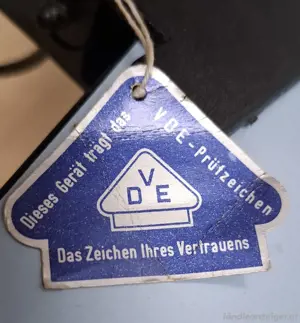 Dieses Gerät trägt das
VDE-Prüfzeichen
VDE
Das Zeichen Ihres Vertrauens